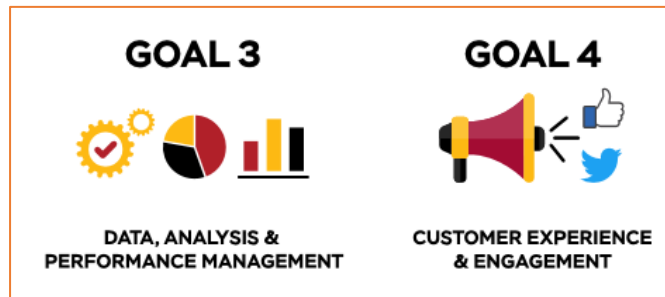 GOAL 3
DATA, ANALYSIS &
PERFORMANCE MANAGEMENT
GOAL 4
CUSTOMER EXPERIENCE
& ENGAGEMENT